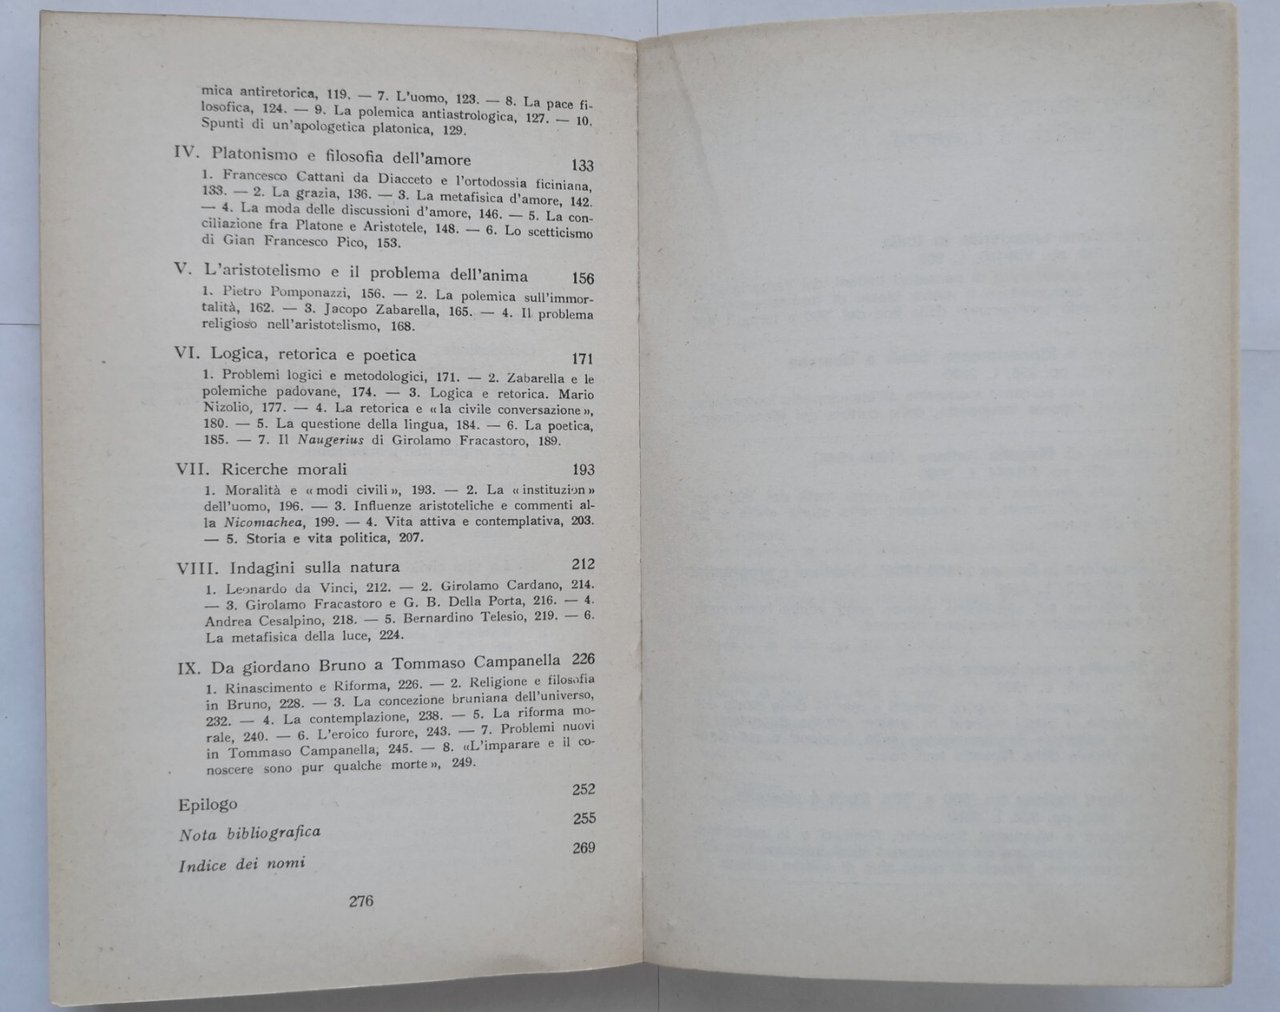 mica antiretorica, 119. — 7. L'uomo, 123. — 8. La pace fi-
losofica, 124. — 9. La polemica antiastrologica, 127. — 10.
Spunti di un'apologetica platonica, 129.
IV. Platonismo e filosofia dell'amore 133
1. Francesco Cattani da Diacceto e l'ortodossia ficiniana,
133. — 2. La grazia, 136. — 3. La metafisica d'amore, 142.
— 4. La moda delle discussioni d'amore, 146. — 5. La con-
ciliazione fra Platone e Aristotele, 148. — 6. Lo scetticismo
di Gian Francesco Pico, 153.
V. L'aristotelismo e il problema dell'anima 156
1. Pietro Pomponazzi, 156. — 2. La polemica sull'immor-
talità, 162. — 3. Jacopo Zabarella, 165. — 4. Il problema
religioso nell'aristotelismo, 168.
VI. Logica, retorica e poetica 171
1. Problemi logici e metodologici, 171. — 2. Zabarella e le
polemiche padovane, 174. — 3. Logica e retorica. Mario
Nizolio, 177. — 4. La retorica e «la civile conversazione»,
180. — 5. La questione della lingua, 184. — 6. La poetica,
185. — 7. Il Naugerius di Girolamo Fracastoro, 189.
VII. Ricerche morali 193
1. Moralità e «modi civili», 193. — 2. La «instituzion»
dell'uomo, 196. — 3. Influenze aristoteliche e commenti al-
la Nicomachea, 199. — 4. Vita attiva e contemplativa, 203.
— 5. Storia e vita politica, 207.
VIII. Indagini sulla natura 212
1. Leonardo da Vinci, 212. — 2. Girolamo Cardano, 214.
— 3. Girolamo Fracastoro e G. B. Della Porta, 216. — 4.
Andrea Cesalpino, 218. — 5. Bernardino Telesio, 219. — 6.
La metafisica della luce, 224.
IX. Da giordano Bruno a Tommaso Campanella 226
1. Rinascimento e Riforma, 226. — 2. Religione e filosofia
in Bruno, 228. — 3. La concezione bruniana dell'universo,
232. — 4. La contemplazione, 238. — 5. La riforma mo-
rale, 240. — 6. L'eroico furore, 243. — 7. Problemi nuovi
in Tommaso Campanella, 245. — 8. «L'imparare e il co-
noscere sono pur qualche morte», 249.
Epilogo 252
Nota bibliografica 255
Indice dei nomi 269
276